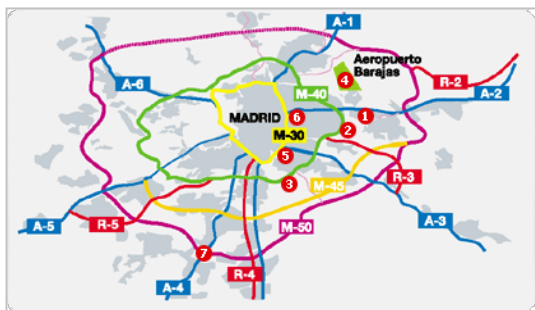 A-1
Aeropuerto
Barajas
4
R-2
A-6
M-40
A-2
MADRID
6
1
M-30
2
5
3
M-45
R-3
A-5
R-5
M-50
A-3
7
R-4
A-4